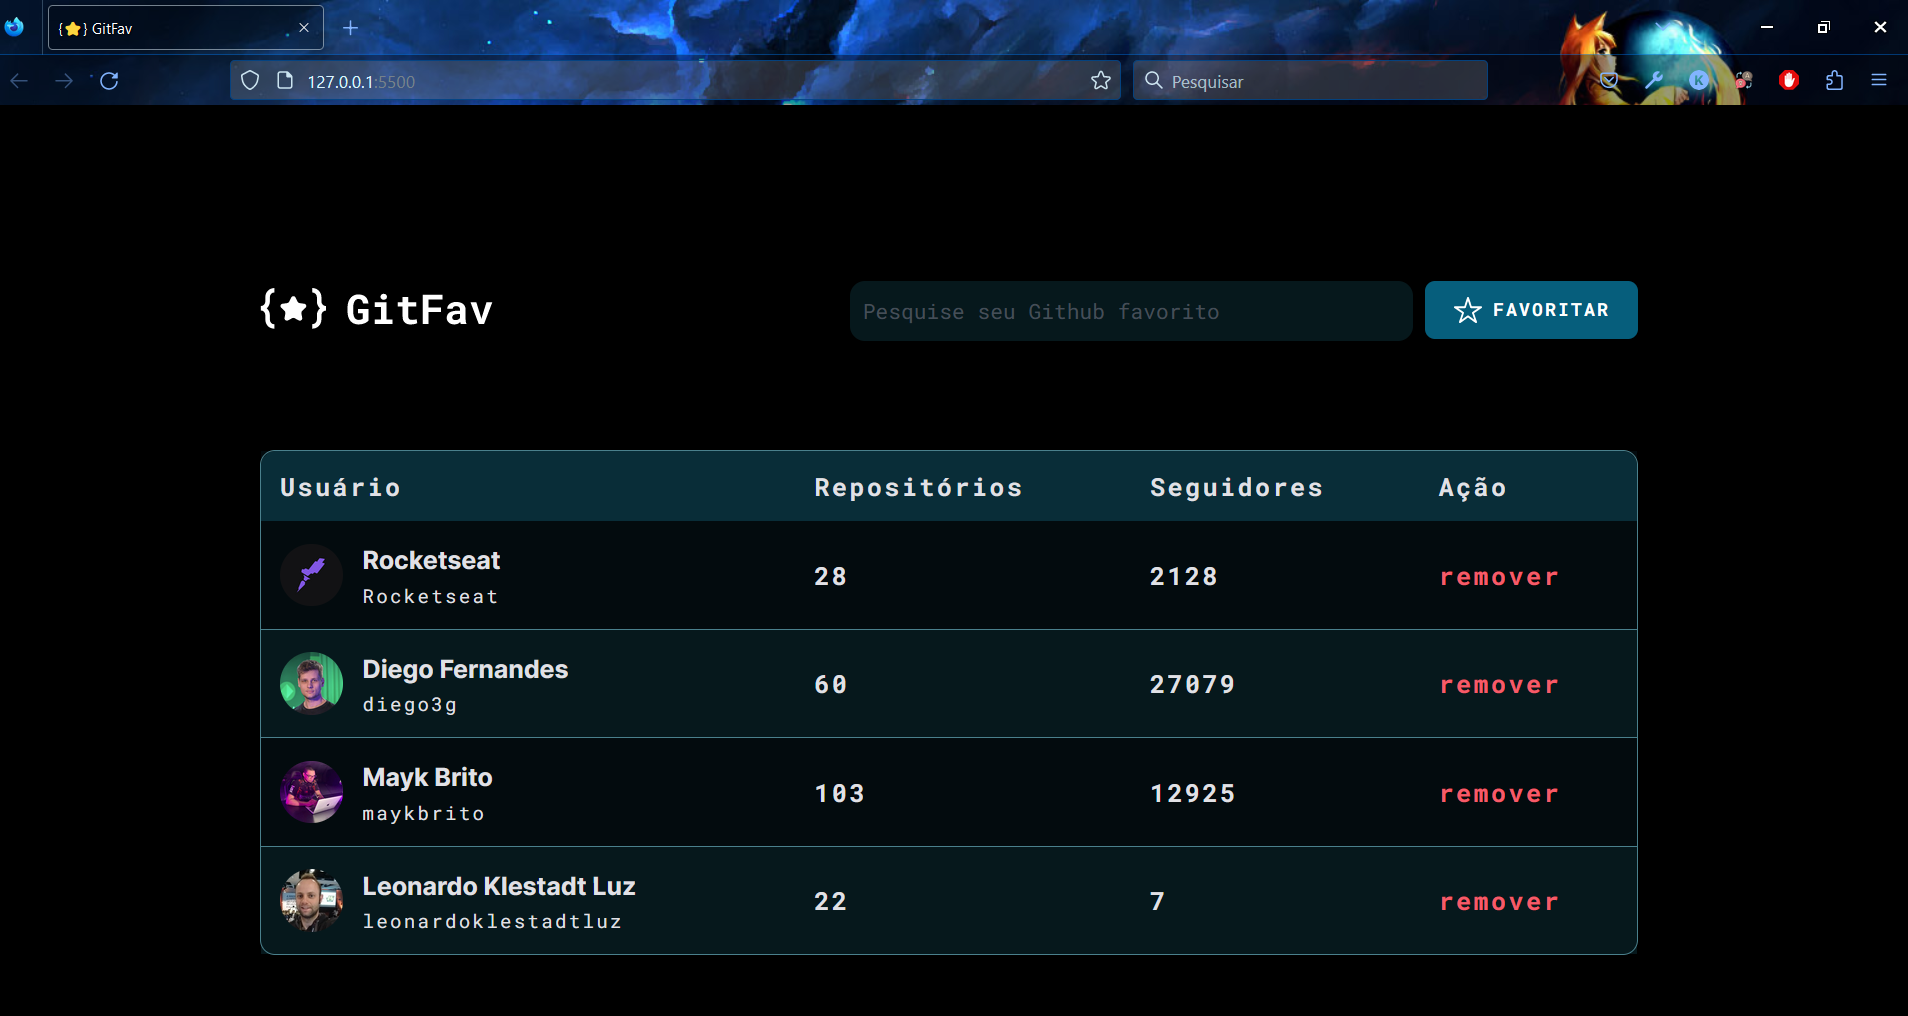 {⭐} GitFav
127.0.0.1:5500
Pesquisar
K
{★} GitFav
Pesquise seu Github favorito
FAVORITAR
Usuário Repositórios Seguidores Ação
Rocketseat
Rocketseat
28 2128 remover
Diego Fernandes
diego3g
60 27079 remover
Mayk Brito
maykbrito
103 12925 remover
Leonardo Klestadt Luz
leonardoklestadtluz
22 7 remover